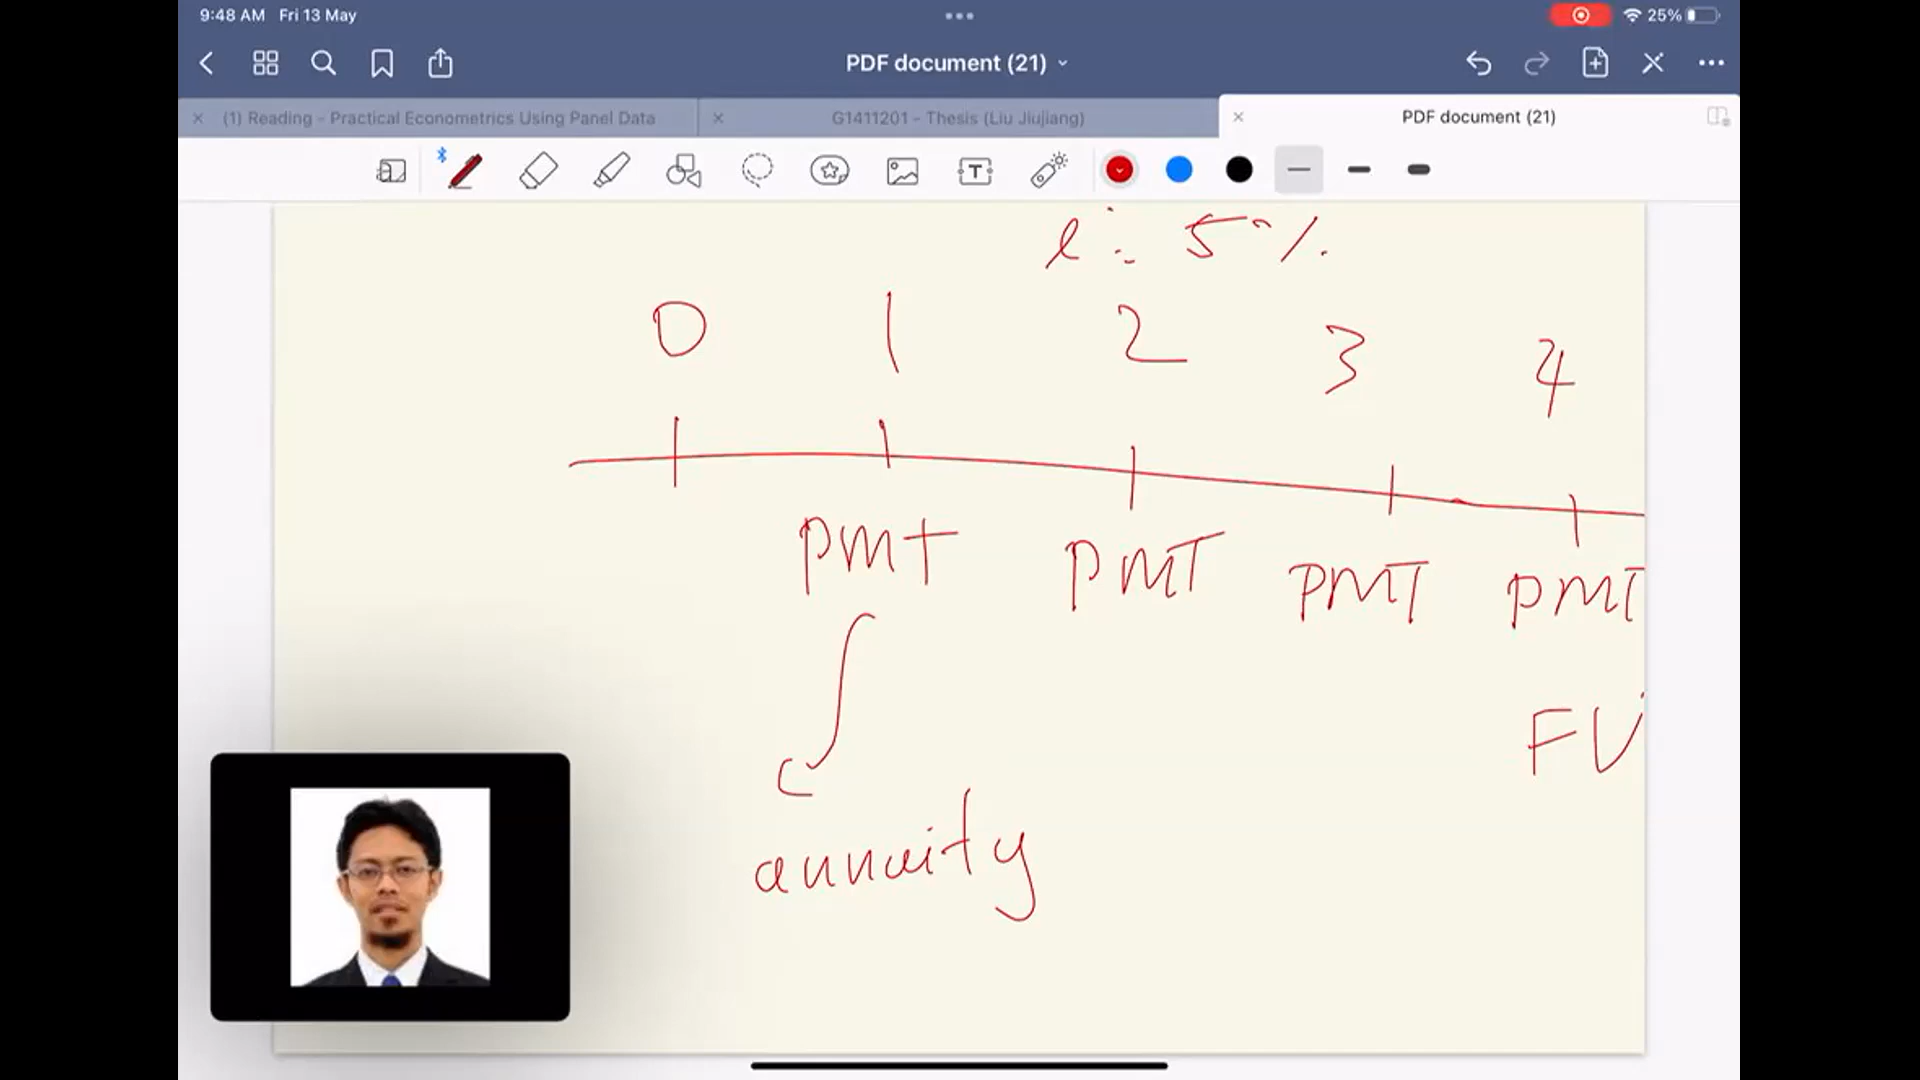 9:48 AM Fri 13 May
25%
PDF document (21)
(1) Reading - Practical Econometrics Using Panel Data
G1411201 - Thesis (Liu Jiujiang)
PDF document (21)
T
5%
0 1 2 3 4
PMT PMT PMT PMT
FV
annuity